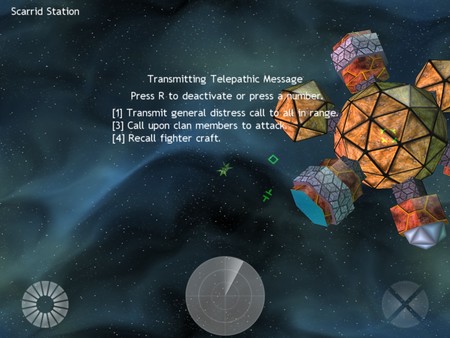 Scarrid Station
Transmitting Telepathic Message
Press R to deactivate or press a number.
[1] Transmit general distress call to all in range.
[3] Call upon clan members to attack.
[4] Recall fighter craft.